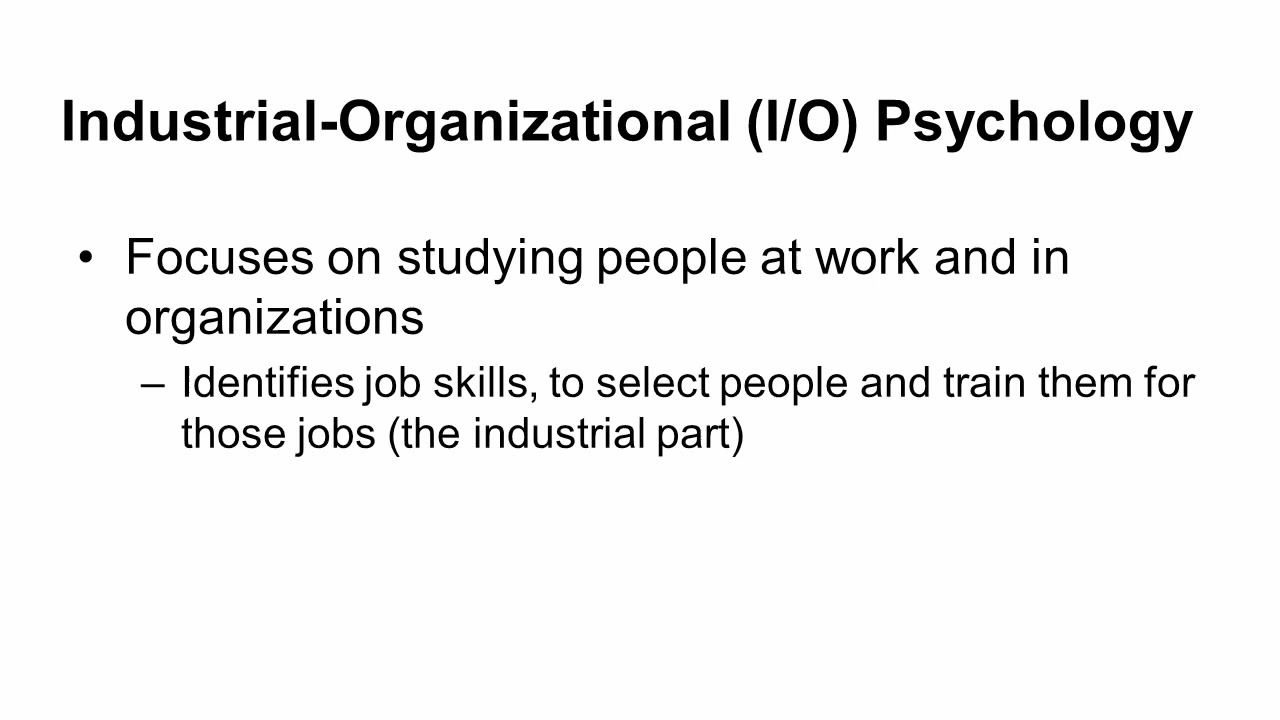 Industrial-Organizational (I/O) Psychology
• Focuses on studying people at work and in
organizations
– Identifies job skills, to select people and train them for
those jobs (the industrial part)